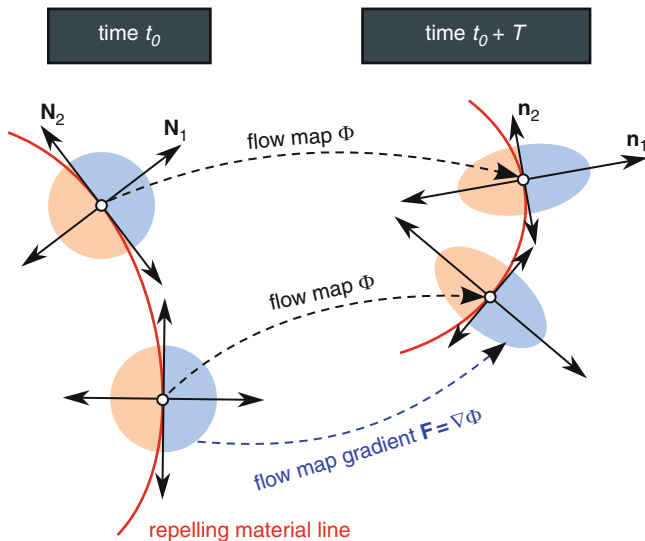 time t₀
time t₀ + T
N₂
N₁
n₂
n₁
flow map Φ
flow map Φ
flow map gradient F = ∇Φ
repelling material line